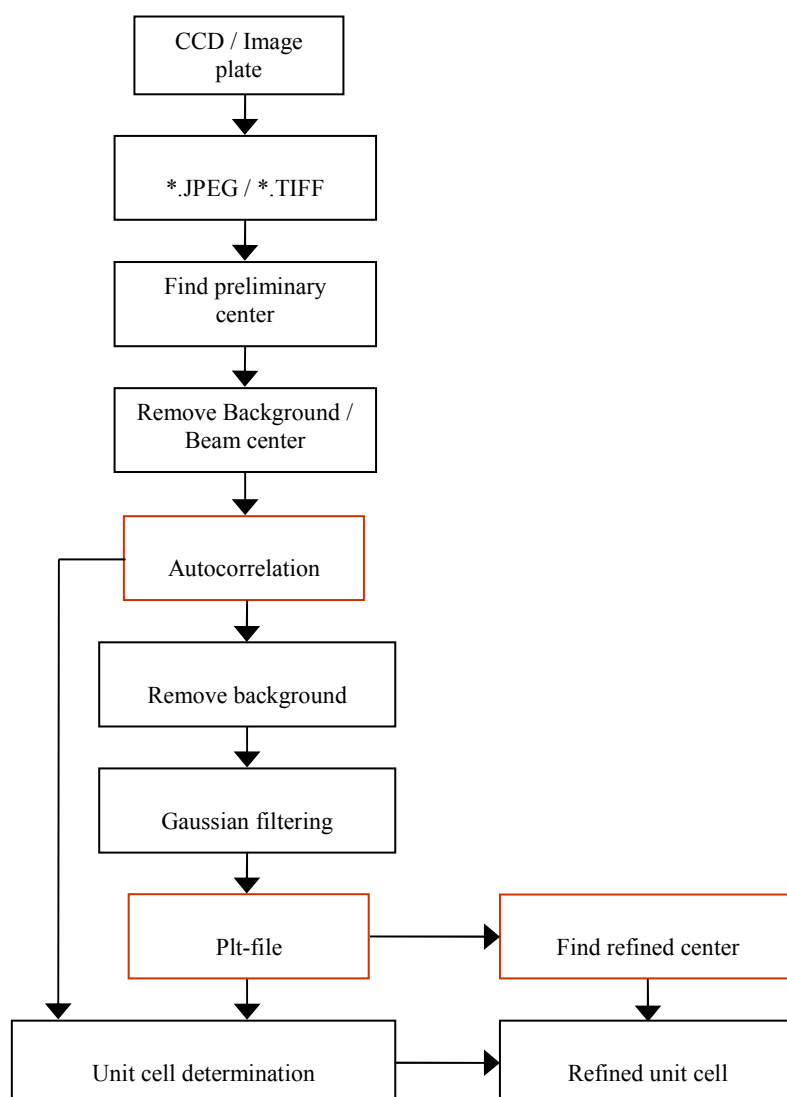 CCD / Image
plate
*.JPEG / *.TIFF
Find preliminary
center
Remove Background /
Beam center
Autocorrelation
Remove background
Gaussian filtering
Plt-file
Find refined center
Unit cell determination
Refined unit cell